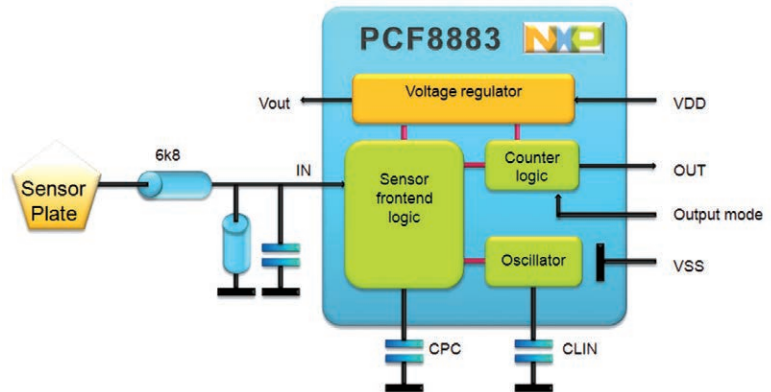 PCF8883 NXP
Voltage regulator
Vout
VDD
6k8
Sensor
Plate
IN
Sensor
frontend
logic
Counter
logic
OUT
Output mode
Oscillator
VSS
CPC
CLIN